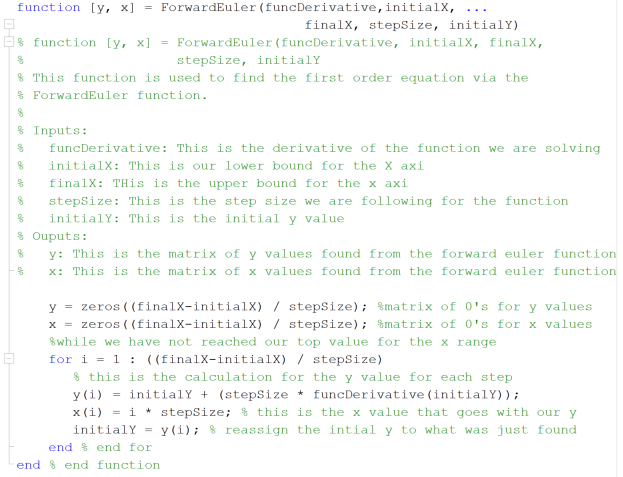 function [y, x] = ForwardEuler(funcDerivative,initialX, ...
finalX, stepSize, initialY)
% function [y, x] = ForwardEuler(funcDerivative, initialX, finalX,
% stepSize, initialY
% This function is used to find the first order equation via the
% ForwardEuler function.
%
% Inputs:
% funcDerivative: This is the derivative of the function we are solving
% initialX: This is our lower bound for the X axi
% finalX: THis is the upper bound for the x axi
% stepSize: This is the step size we are following for the function
% initialY: This is the initial y value
% Ouputs:
% y: This is the matrix of y values found from the forward euler function
% x: This is the matrix of x values found from the forward euler function
y = zeros((finalX-initialX) / stepSize); %matrix of 0's for y values
x = zeros((finalX-initialX) / stepSize); %matrix of 0's for x values
%while we have not reached our top value for the x range
for i = 1 : ((finalX-initialX) / stepSize)
% this is the calculation for the y value for each step
y(i) = initialY + (stepSize * funcDerivative(initialY));
x(i) = i * stepSize; % this is the x value that goes with our y
initialY = y(i); % reassign the intial y to what was just found
end % end for
end % end function